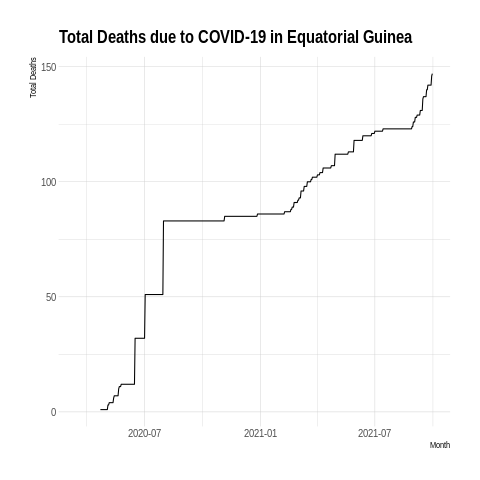 Total Deaths due to COVID-19 in Equatorial Guinea
Total Deaths
150
100
50
0
2020-07
2021-01
2021-07
Month